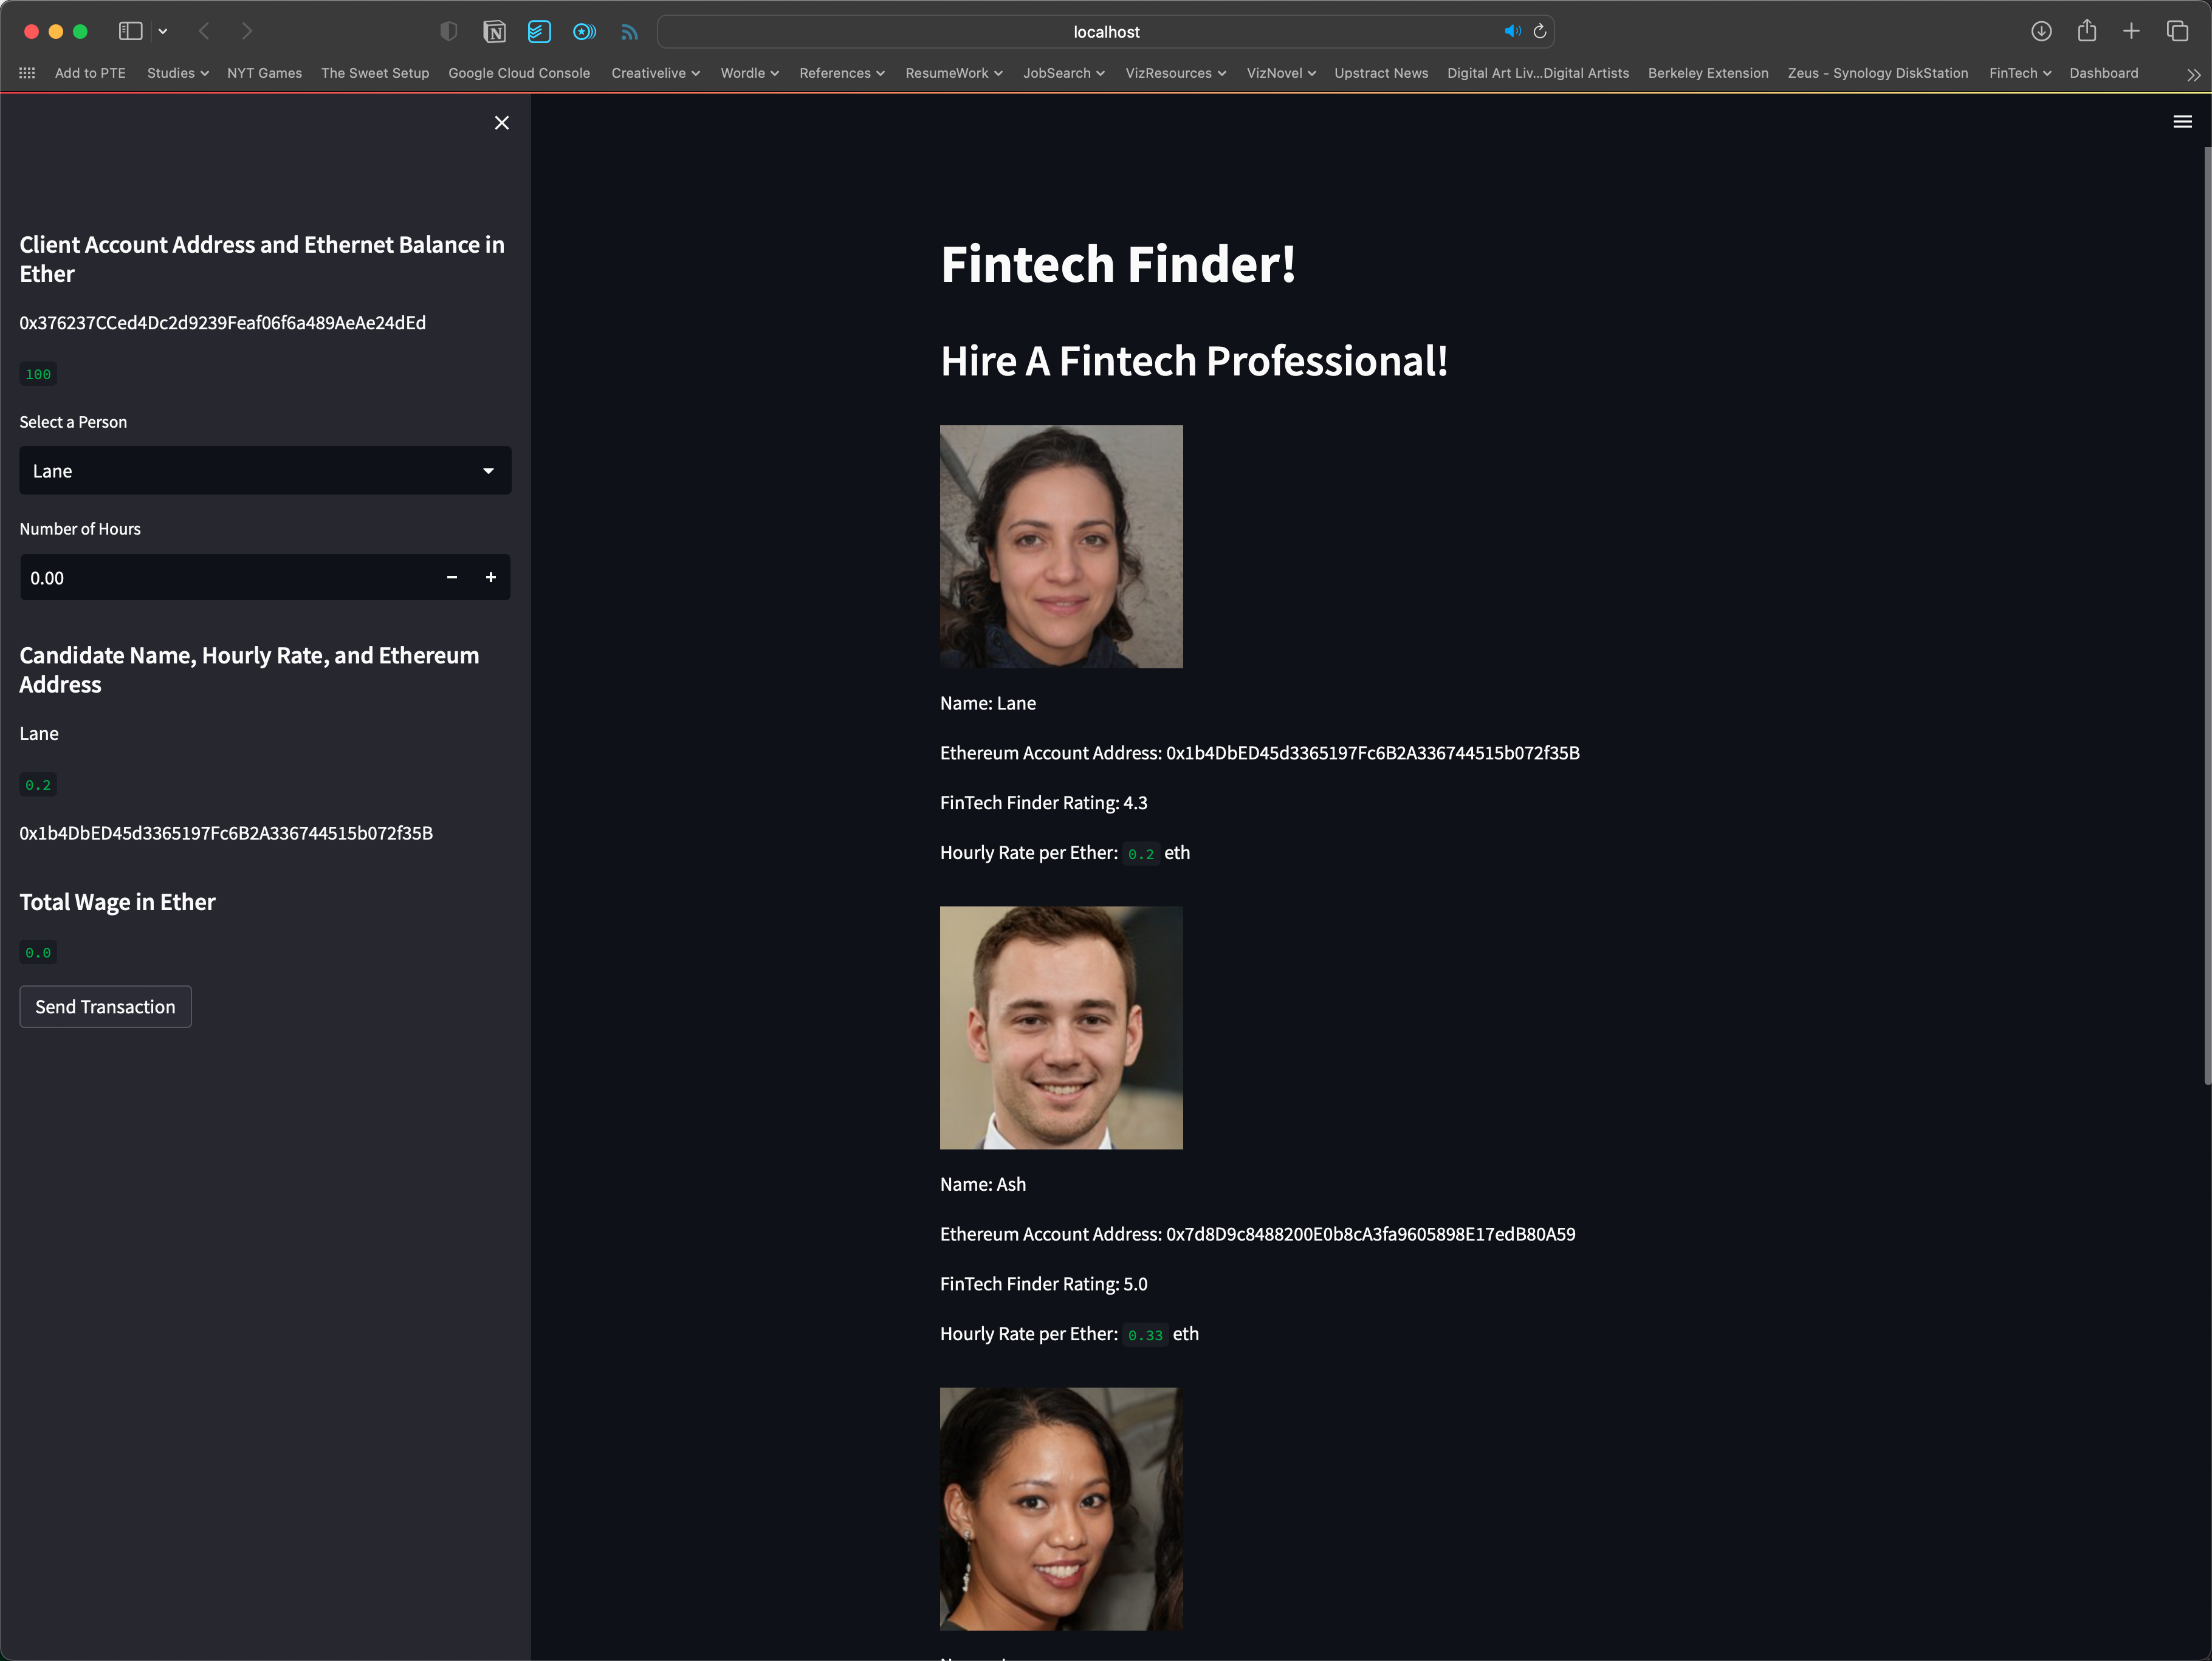 localhost
Add to PTE Studies NYT Games The Sweet Setup Google Cloud Console Creativelive Wordle References ResumeWork JobSearch VizResources VizNovel Upstract News Digital Art Liv...Digital Artists Berkeley Extension Zeus - Synology DiskStation FinTech Dashboard
Client Account Address and Ethernet Balance in
Ether
0x376237CCed4Dc2d9239Feaf06f6a489AeAe24dEd
100
Select a Person
Lane
Number of Hours
0.00
Candidate Name, Hourly Rate, and Ethereum
Address
Lane
0.2
0x1b4DbED45d3365197Fc6B2A336744515b072f35B
Total Wage in Ether
0.0
Send Transaction
Fintech Finder!
Hire A Fintech Professional!
Name: Lane
Ethereum Account Address: 0x1b4DbED45d3365197Fc6B2A336744515b072f35B
FinTech Finder Rating: 4.3
Hourly Rate per Ether: 0.2 eth
Name: Ash
Ethereum Account Address: 0x7d8D9c8488200E0b8cA3fa9605898E17edB80A59
FinTech Finder Rating: 5.0
Hourly Rate per Ether: 0.33 eth